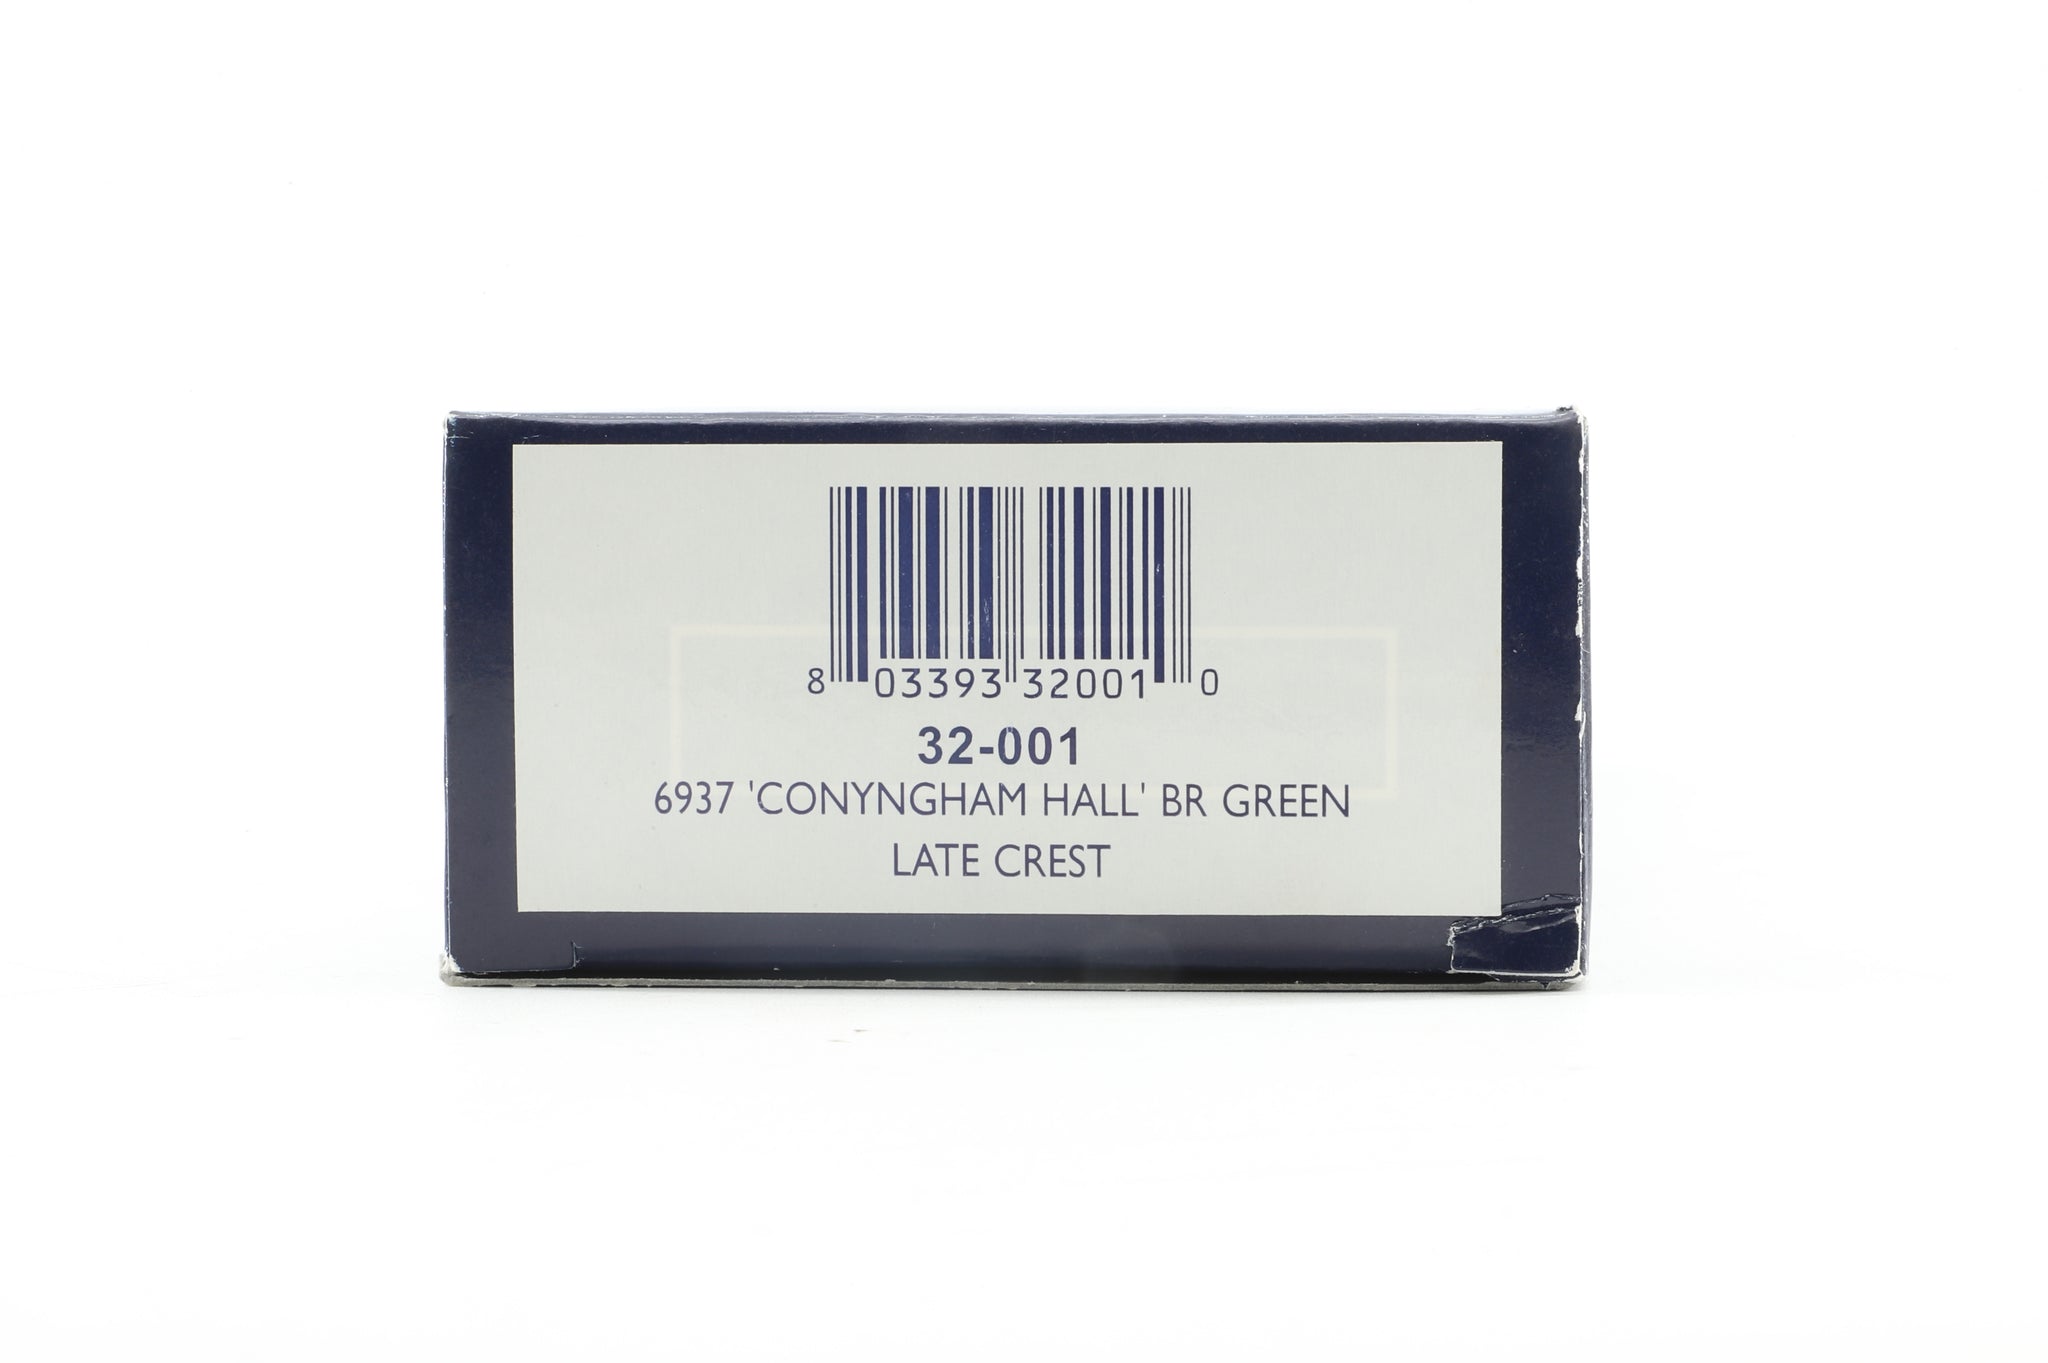 8 03393 32001 0
32-001
6937 'CONYNGHAM HALL' BR GREEN
LATE CREST